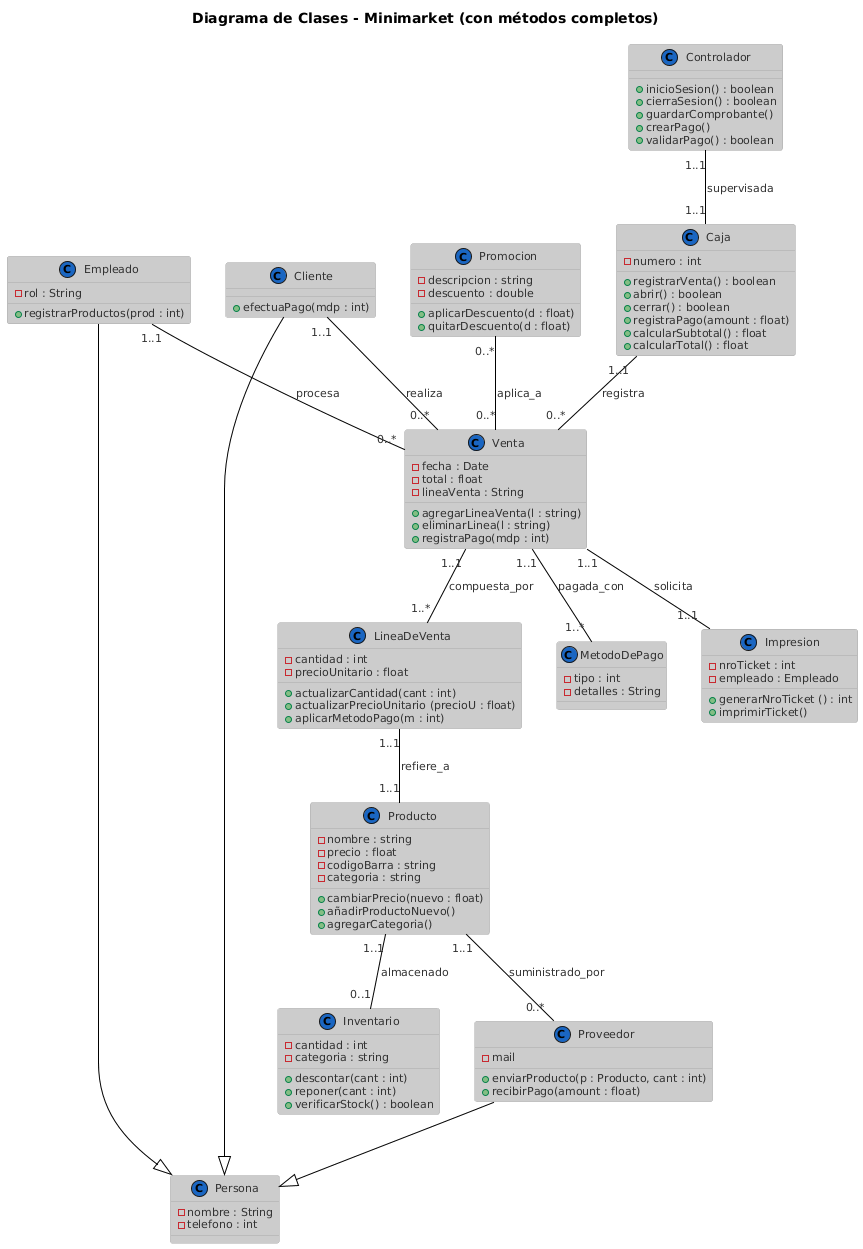 Diagrama de Clases - Minimarket (con métodos completos)
C Controlador
inicioSesion() : boolean
cierraSesion() : boolean
guardarComprobante()
crearPago()
validarPago() : boolean
1..1
supervisada
1..1
C Caja
numero : int
registrarVenta() : boolean
abrir() : boolean
cerrar() : boolean
registraPago(amount : float)
calcularSubtotal() : float
calcularTotal() : float
C Empleado
rol : String
registrarProductos(prod : int)
C Cliente
efectuaPago(mdp : int)
C Promocion
descripcion : string
descuento : double
aplicarDescuento(d : float)
quitarDescuento(d : float)
1..1
procesa
0..*
1..1
realiza
0..*
0..*
aplica_a
0..*
1..1
registra
0..*
C Venta
fecha : Date
total : float
lineaVenta : String
agregarLineaVenta(l : string)
eliminarLinea(l : string)
registraPago(mdp : int)
1..1
compuesta_por
1..*
1..1
pagada_con
1..*
1..1
solicita
1..1
C LineaDeVenta
cantidad : int
precioUnitario : float
actualizarCantidad(cant : int)
actualizarPrecioUnitario (precioU : float)
aplicarMetodoPago(m : int)
C MetodoDePago
tipo : int
detalles : String
C Impresion
nroTicket : int
empleado : Empleado
generarNroTicket () : int
imprimirTicket()
1..1
refiere_a
1..1
C Producto
nombre : string
precio : float
codigoBarra : string
categoria : string
cambiarPrecio(nuevo : float)
añadirProductoNuevo()
agregarCategoria()
1..1
almacenado
0..1
1..1
suministrado_por
0..*
C Inventario
cantidad : int
categoria : string
descontar(cant : int)
reponer(cant : int)
verificarStock() : boolean
C Proveedor
mail
enviarProducto(p : Producto, cant : int)
recibirPago(amount : float)
C Persona
nombre : String
telefono : int